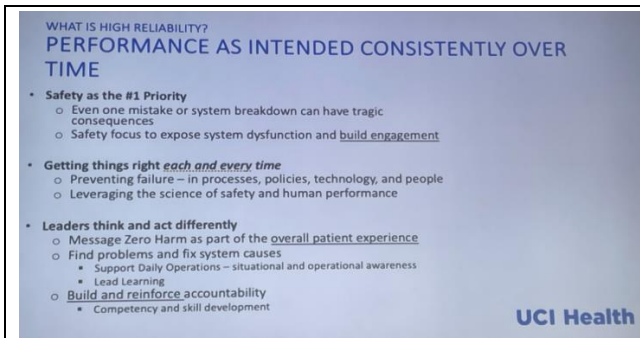 WHAT IS HIGH RELIABILITY?
PERFORMANCE AS INTENDED CONSISTENTLY OVER
TIME
• Safety as the #1 Priority
o Even one mistake or system breakdown can have tragic
consequences
o Safety focus to expose system dysfunction and build engagement
• Getting things right each and every time
o Preventing failure – in processes, policies, technology, and people
o Leveraging the science of safety and human performance
• Leaders think and act differently
o Message Zero Harm as part of the overall patient experience
o Find problems and fix system causes
▪ Support Daily Operations – situational and operational awareness
▪ Lead Learning
o Build and reinforce accountability
▪ Competency and skill development
UCI Health